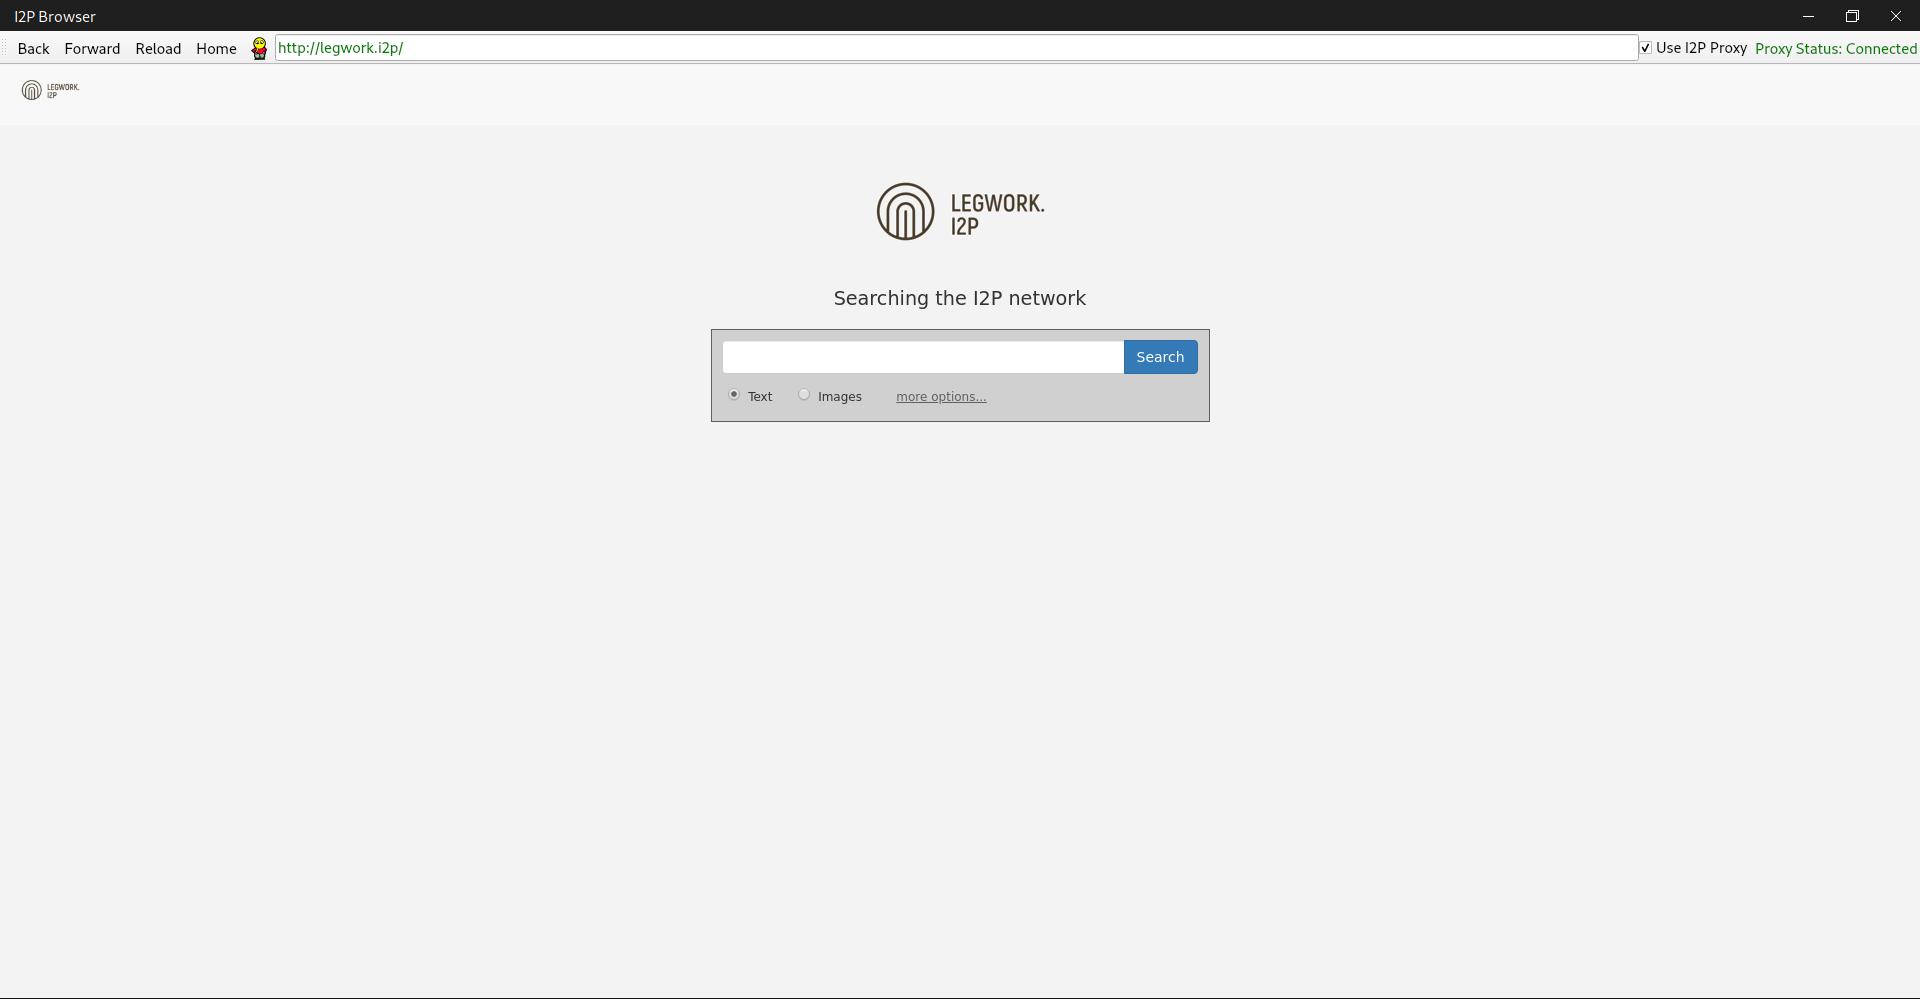 I2P Browser
Back Forward Reload Home http://legwork.i2p/ Use I2P Proxy Proxy Status: Connected
LEGWORK.
I2P
LEGWORK.
I2P
Searching the I2P network
Search
Text Images more options...